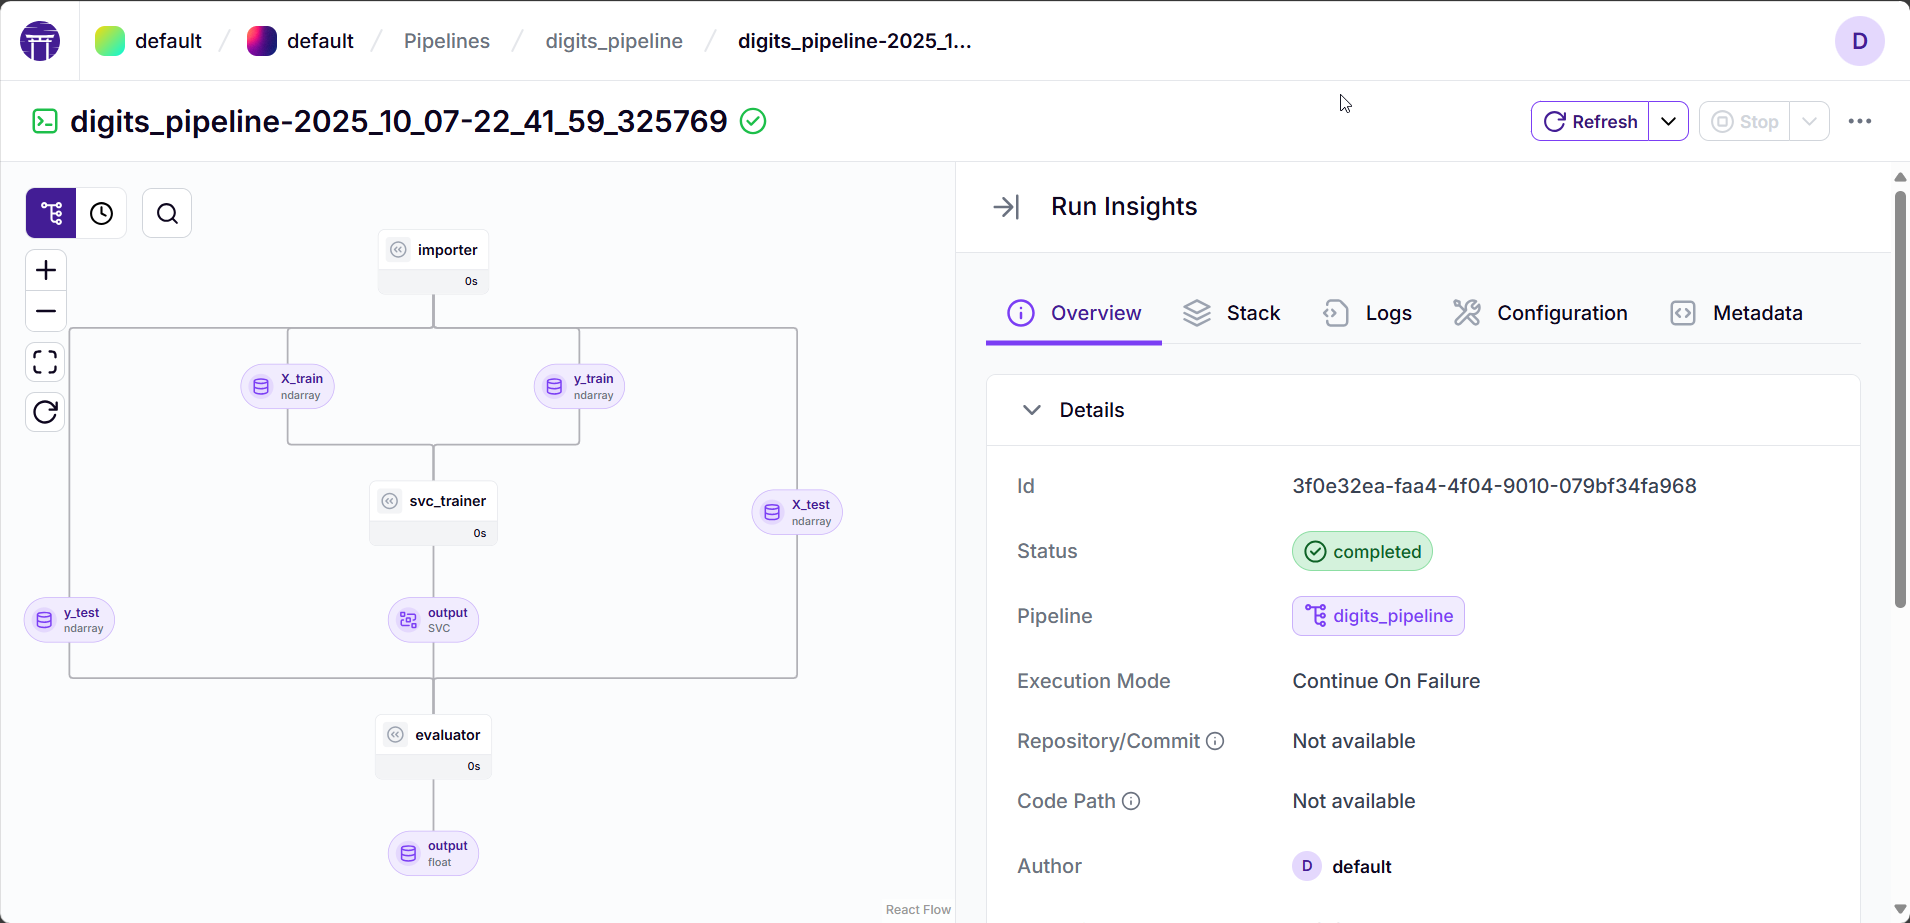 default / default / Pipelines / digits_pipeline / digits_pipeline-2025_1...
D
digits_pipeline-2025_10_07-22_41_59_325769
Refresh
Stop
importer
0s
X_train
ndarray
y_train
ndarray
svc_trainer
0s
X_test
ndarray
y_test
ndarray
output
SVC
evaluator
0s
output
float
React Flow
Run Insights
Overview Stack Logs Configuration Metadata
Details
Id 3f0e32ea-faa4-4f04-9010-079bf34fa968
Status completed
Pipeline digits_pipeline
Execution Mode Continue On Failure
Repository/Commit Not available
Code Path Not available
Author D default